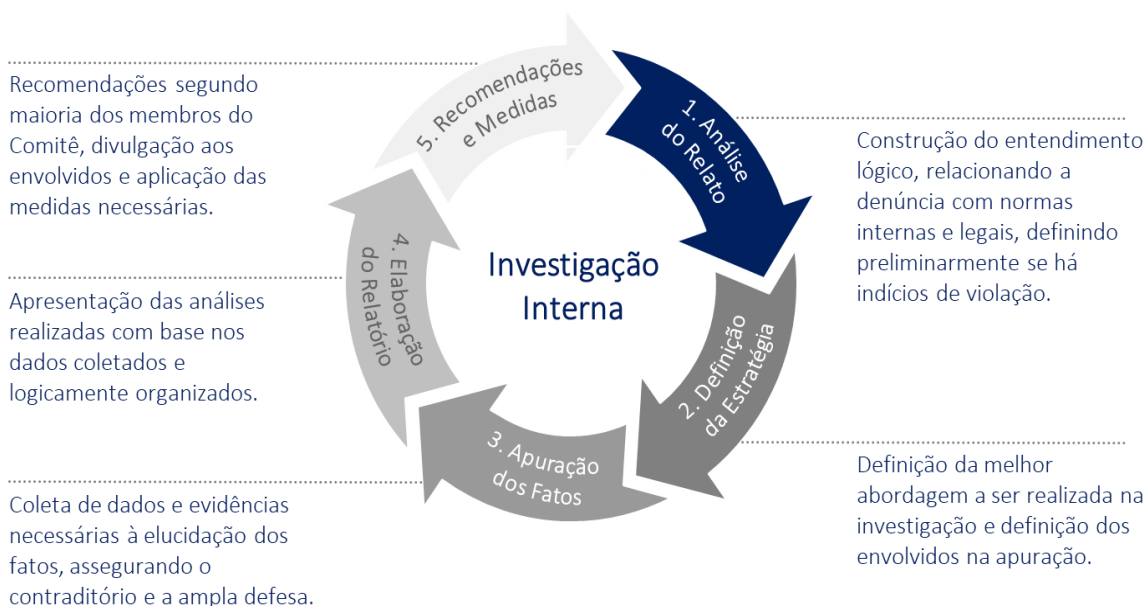 Investigação
Interna
1. Análise
do Relato
Construção do entendimento
lógico, relacionando a
denúncia com normas
internas e legais, definindo
preliminarmente se há
indícios de violação.
2. Definição
da Estratégia
Definição da melhor
abordagem a ser realizada na
investigação e definição dos
envolvidos na apuração.
3. Apuração
dos Fatos
Coleta de dados e evidências
necessárias à elucidação dos
fatos, assegurando o
contraditório e a ampla defesa.
4. Elaboração
do Relatório
Apresentação das análises
realizadas com base nos
dados coletados e
logicamente organizados.
5. Recomendações
e Medidas
Recomendações segundo
maioria dos membros do
Comitê, divulgação aos
envolvidos e aplicação das
medidas necessárias.